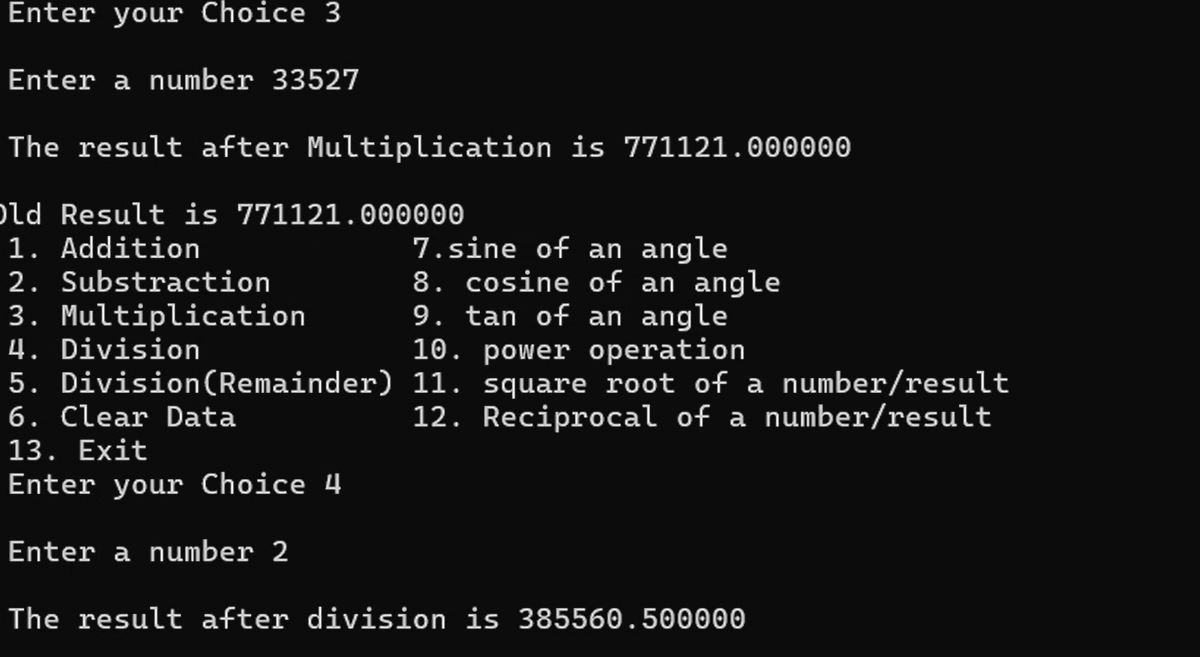 Enter your Choice 3
Enter a number 33527
The result after Multiplication is 771121.000000
Old Result is 771121.000000
1. Addition 7.sine of an angle
2. Substraction 8. cosine of an angle
3. Multiplication 9. tan of an angle
4. Division 10. power operation
5. Division(Remainder) 11. square root of a number/result
6. Clear Data 12. Reciprocal of a number/result
13. Exit
Enter your Choice 4
Enter a number 2
The result after division is 385560.500000